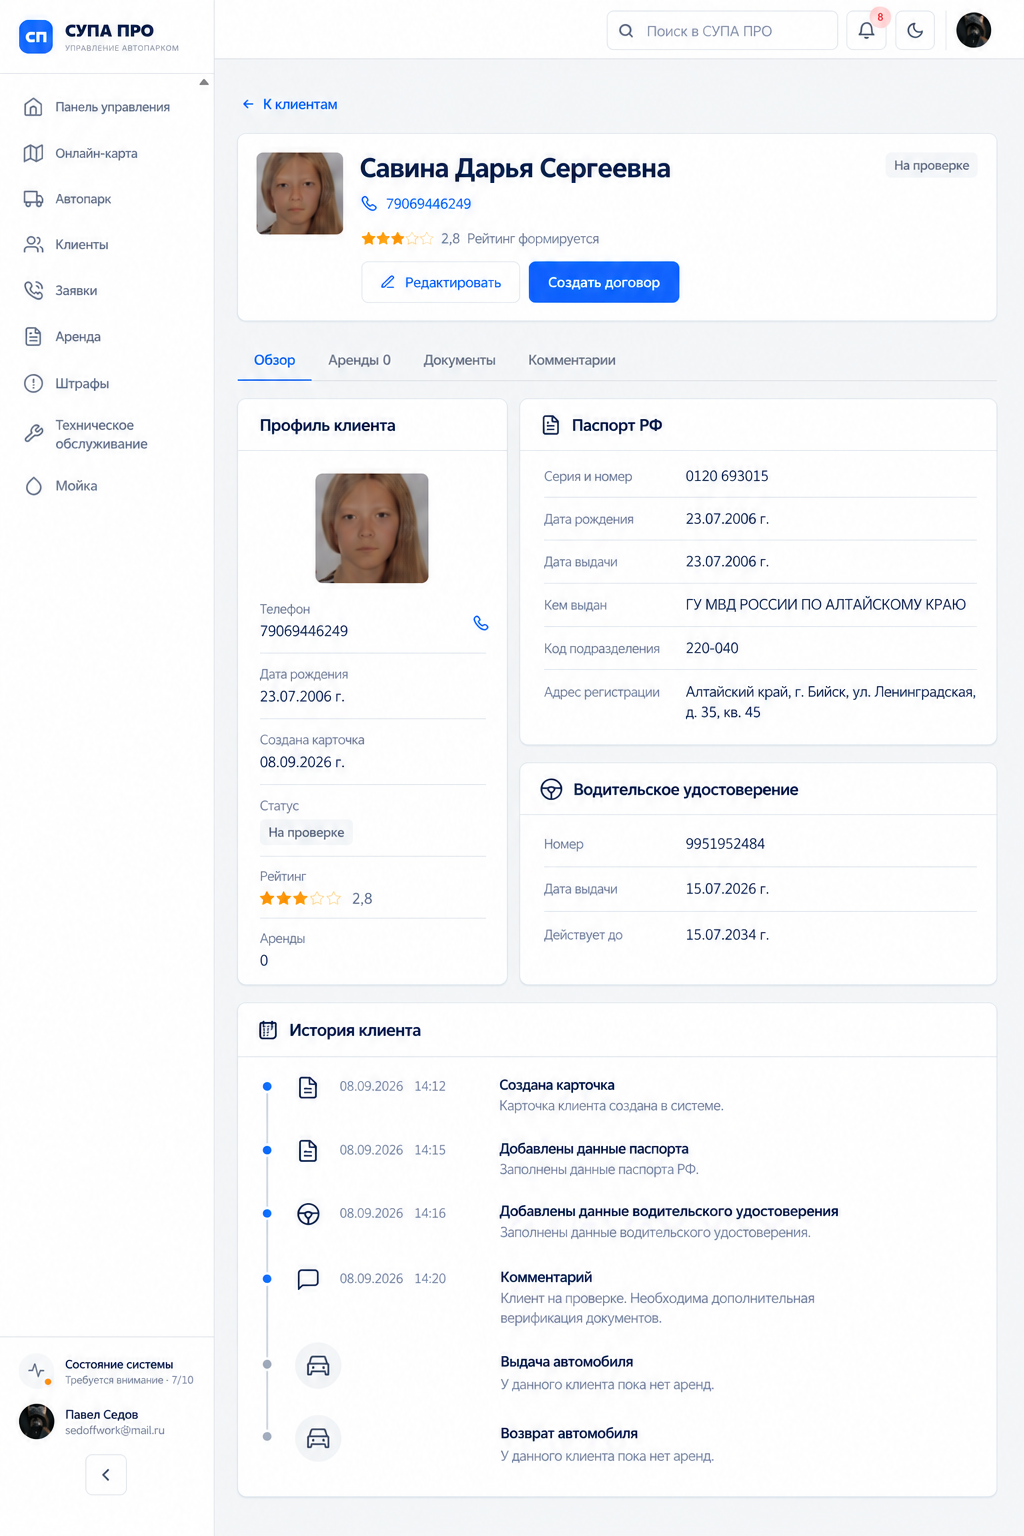 СП
СУПА ПРО
УПРАВЛЕНИЕ АВТОПАРКОМ
Поиск в СУПА ПРО
8
Панель управления
Онлайн-карта
Автопарк
Клиенты
Заявки
Аренда
Штрафы
Техническое
обслуживание
Мойка
Состояние системы
Требуется внимание · 7/10
Павел Седов
sedoffwork@mail.ru
К клиентам
Савина Дарья Сергеевна
На проверке
79069446249
2,8 Рейтинг формируется
Редактировать
Создать договор
Обзор
Аренды 0
Документы
Комментарии
Профиль клиента
Телефон
79069446249
Дата рождения
23.07.2006 г.
Создана карточка
08.09.2026 г.
Статус
На проверке
Рейтинг
2,8
Аренды
0
Паспорт РФ
Серия и номер 0120 693015
Дата рождения 23.07.2006 г.
Дата выдачи 23.07.2006 г.
Кем выдан ГУ МВД РОССИИ ПО АЛТАЙСКОМУ КРАЮ
Код подразделения 220-040
Адрес регистрации Алтайский край, г. Бийск, ул. Ленинградская,
д. 35, кв. 45
Водительское удостоверение
Номер 9951952484
Дата выдачи 15.07.2026 г.
Действует до 15.07.2034 г.
История клиента
08.09.2026 14:12 Создана карточка
Карточка клиента создана в системе.
08.09.2026 14:15 Добавлены данные паспорта
Заполнены данные паспорта РФ.
08.09.2026 14:16 Добавлены данные водительского удостоверения
Заполнены данные водительского удостоверения.
08.09.2026 14:20 Комментарий
Клиент на проверке. Необходима дополнительная
верификация документов.
Выдача автомобиля
У данного клиента пока нет аренд.
Возврат автомобиля
У данного клиента пока нет аренд.